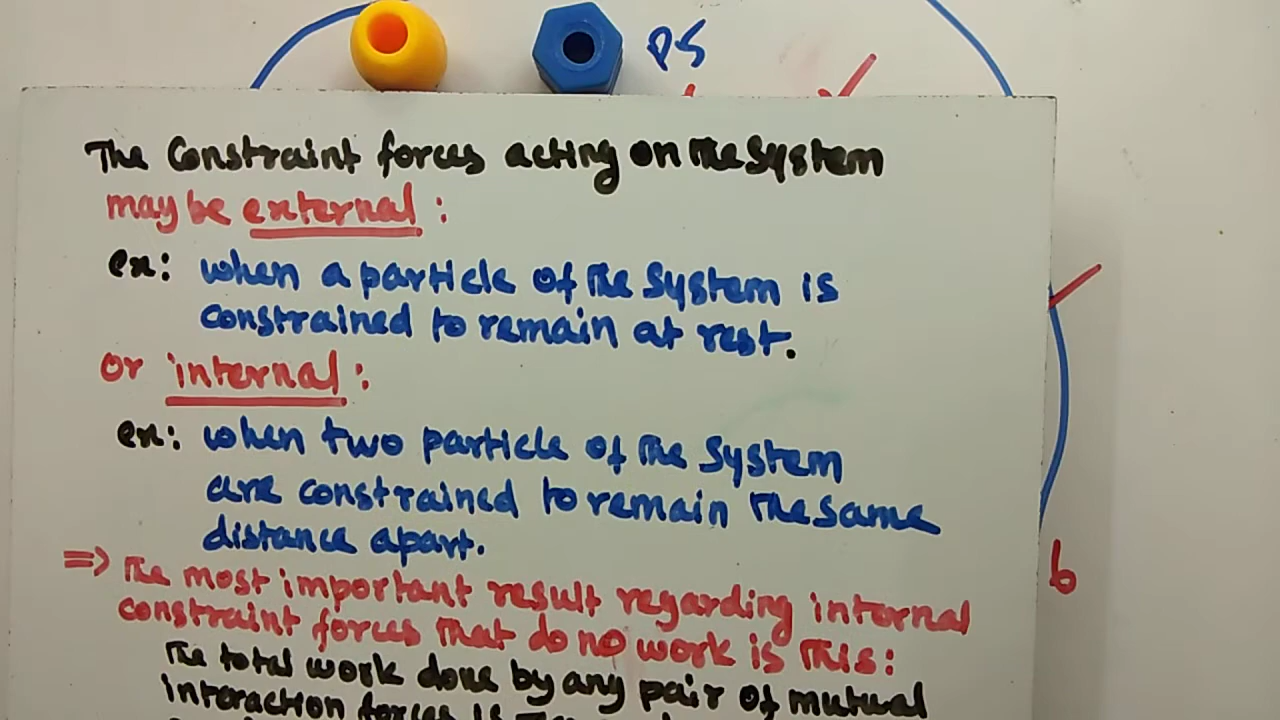 PS
The Constraint forces acting on the System
may be external :
ex: when a particle of the System is
constrained to remain at rest.
or internal :
ex: when two particle of the System
are constrained to remain the same
distance apart.
=> The most important result regarding internal
constraint forces that do no work is this:
b
The total work done by any pair of mutual
interaction forces is